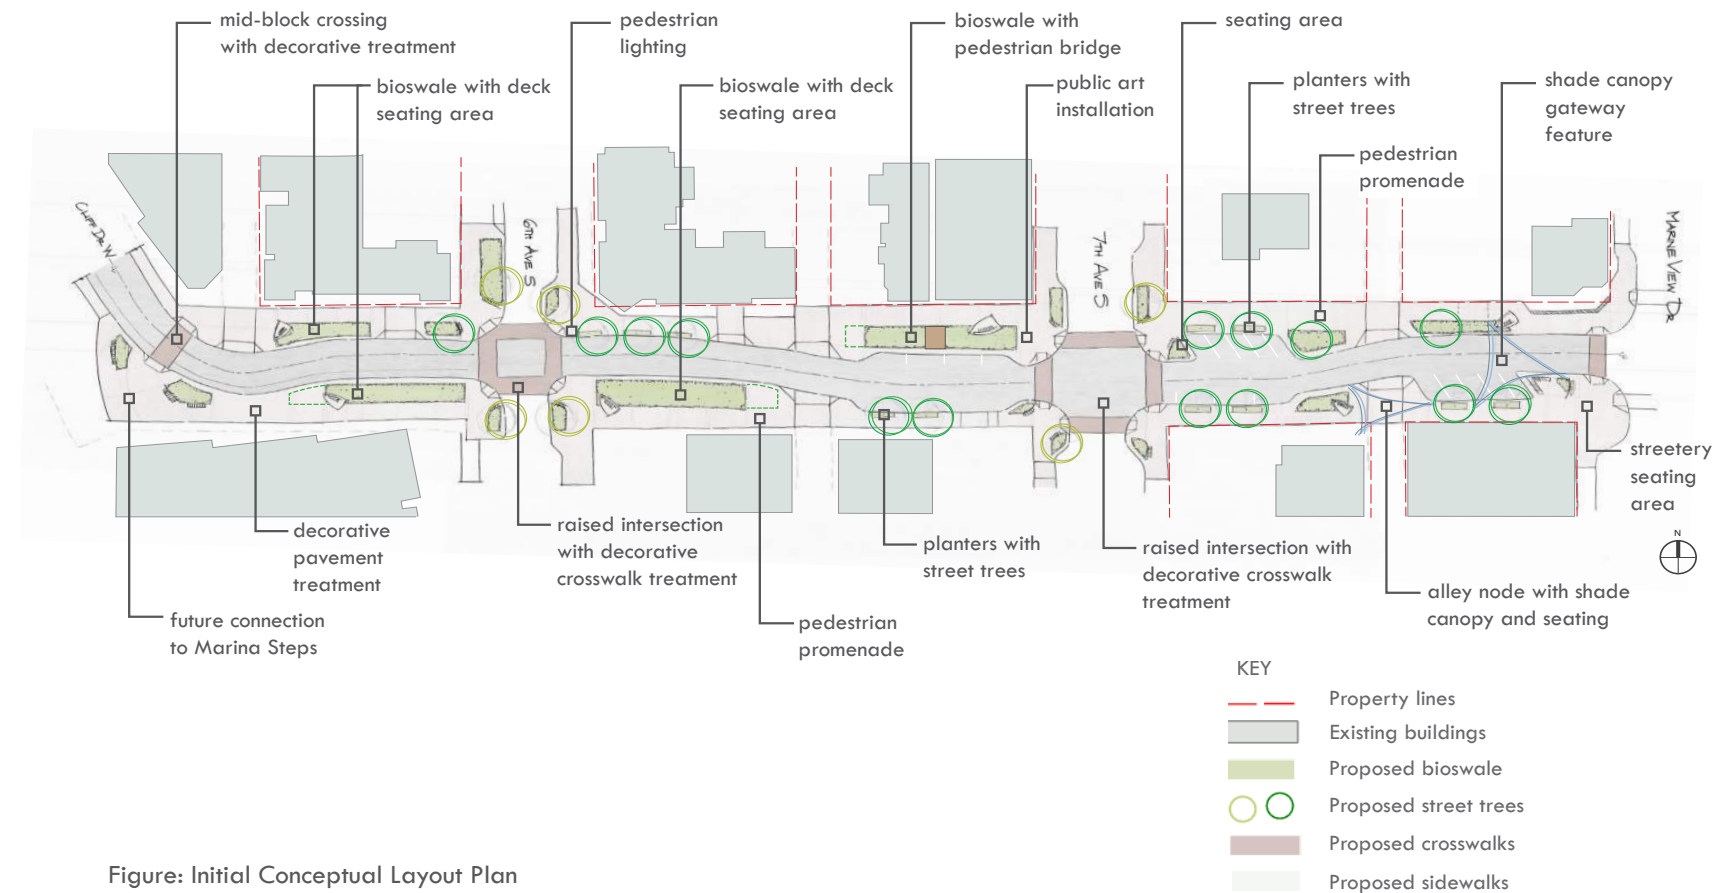 mid-block crossing
with decorative treatment
pedestrian
lighting
bioswale with
pedestrian bridge
seating area
bioswale with deck
seating area
bioswale with deck
seating area
public art
installation
planters with
street trees
shade canopy
gateway
feature
pedestrian
promenade
CLIFF DR W
6TH AVE S
7TH AVE S
MARINE VIEW DR
streetery
seating
area
N
decorative
pavement
treatment
raised intersection
with decorative
crosswalk treatment
planters with
street trees
raised intersection with
decorative crosswalk
treatment
alley node with shade
canopy and seating
future connection
to Marina Steps
pedestrian
promenade
KEY
Property lines
Existing buildings
Proposed bioswale
Proposed street trees
Proposed crosswalks
Proposed sidewalks
Figure: Initial Conceptual Layout Plan